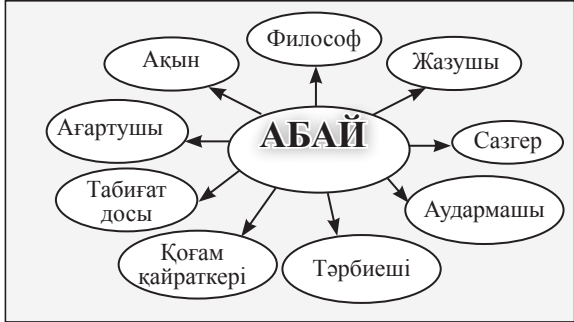 Философ
Ақын
Жазушы
АБАЙ
Ағартушы
Сазгер
Табиғат
досы
Аудармашы
Қоғам
қайраткері
Тәрбиеші